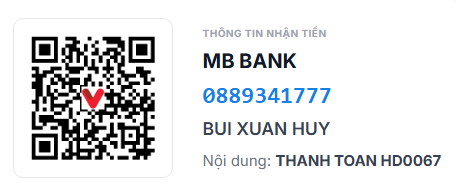 THÔNG TIN NHẬN TIỀN
MB BANK
0889341777
BUI XUAN HUY
Nội dung: THANH TOAN HD0067